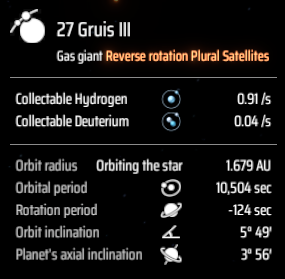 27 Gruis III
Gas giant Reverse rotation Plural Satellites
Collectable Hydrogen 0.91 /s
Collectable Deuterium 0.04 /s
Orbit radius Orbiting the star 1.679 AU
Orbital period 10,504 sec
Rotation period -124 sec
Orbit inclination 5° 49'
Planet's axial inclination 3° 56'